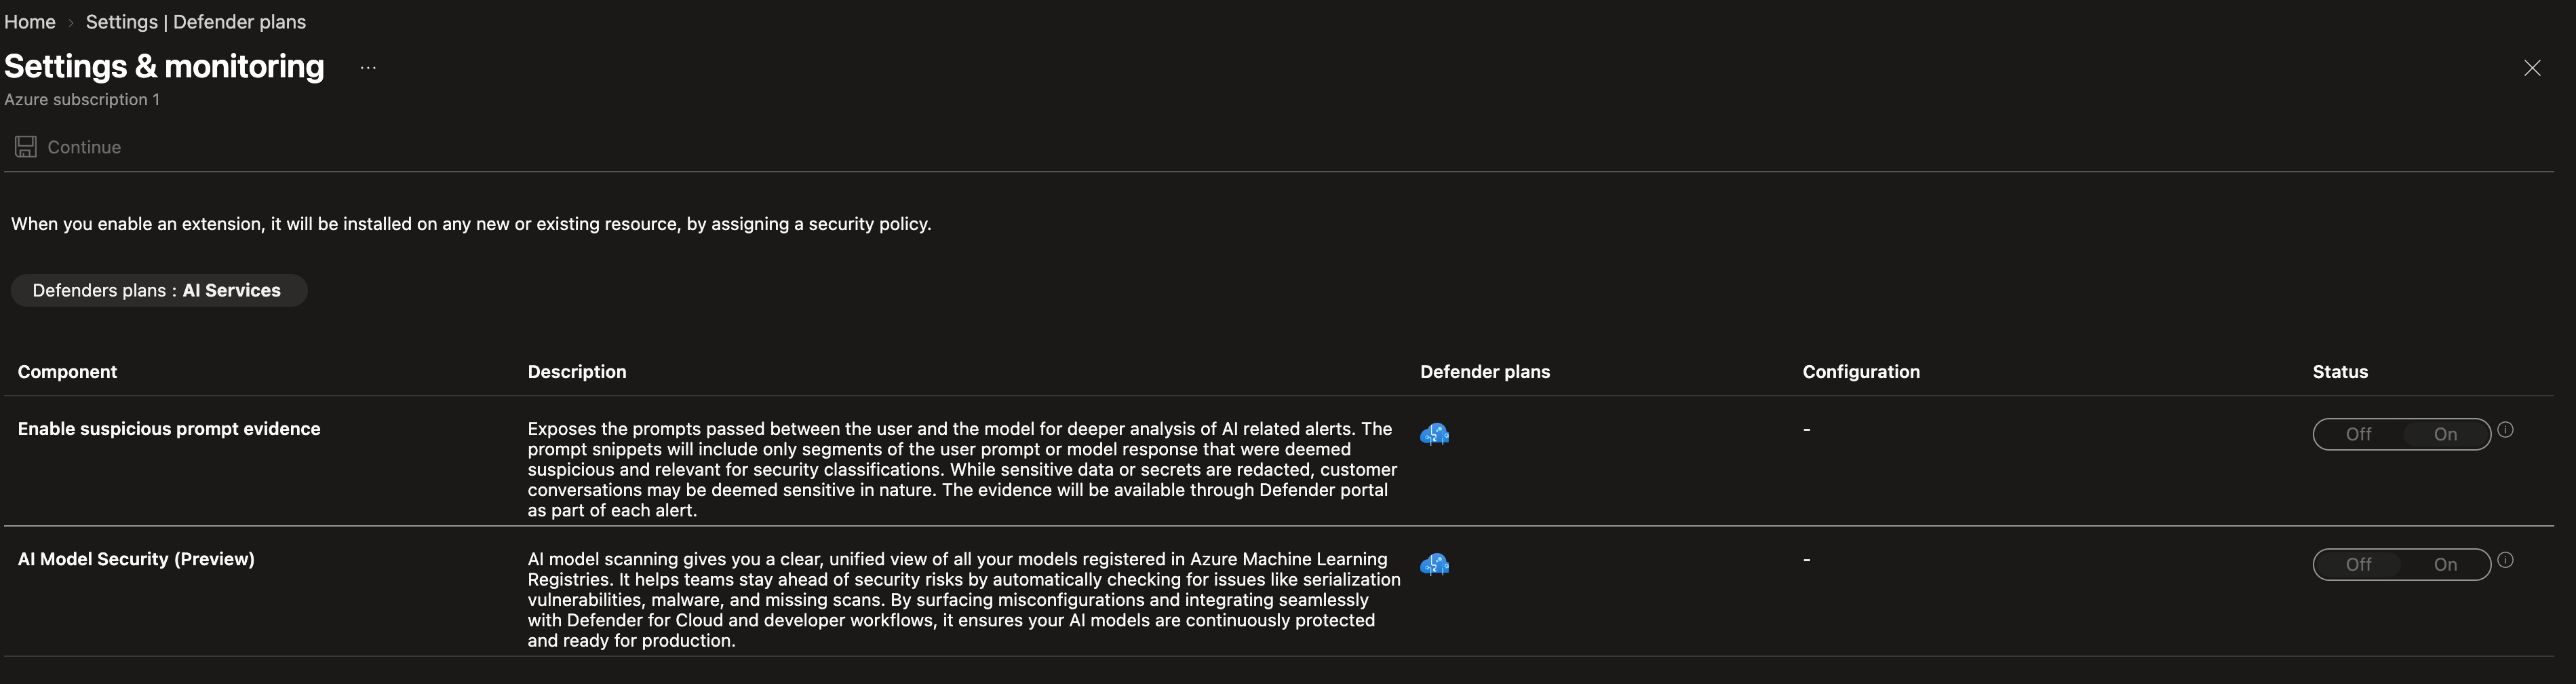 Home > Settings | Defender plans
Settings & monitoring ...
Azure subscription 1
Continue
When you enable an extension, it will be installed on any new or existing resource, by assigning a security policy.
Defenders plans : AI Services
Component Description Defender plans Configuration Status
Enable suspicious prompt evidence
Exposes the prompts passed between the user and the model for deeper analysis of AI related alerts. The
prompt snippets will include only segments of the user prompt or model response that were deemed
suspicious and relevant for security classifications. While sensitive data or secrets are redacted, customer
conversations may be deemed sensitive in nature. The evidence will be available through Defender portal
as part of each alert.
-
Off On
AI Model Security (Preview)
AI model scanning gives you a clear, unified view of all your models registered in Azure Machine Learning
Registries. It helps teams stay ahead of security risks by automatically checking for issues like serialization
vulnerabilities, malware, and missing scans. By surfacing misconfigurations and integrating seamlessly
with Defender for Cloud and developer workflows, it ensures your AI models are continuously protected
and ready for production.
-
Off On